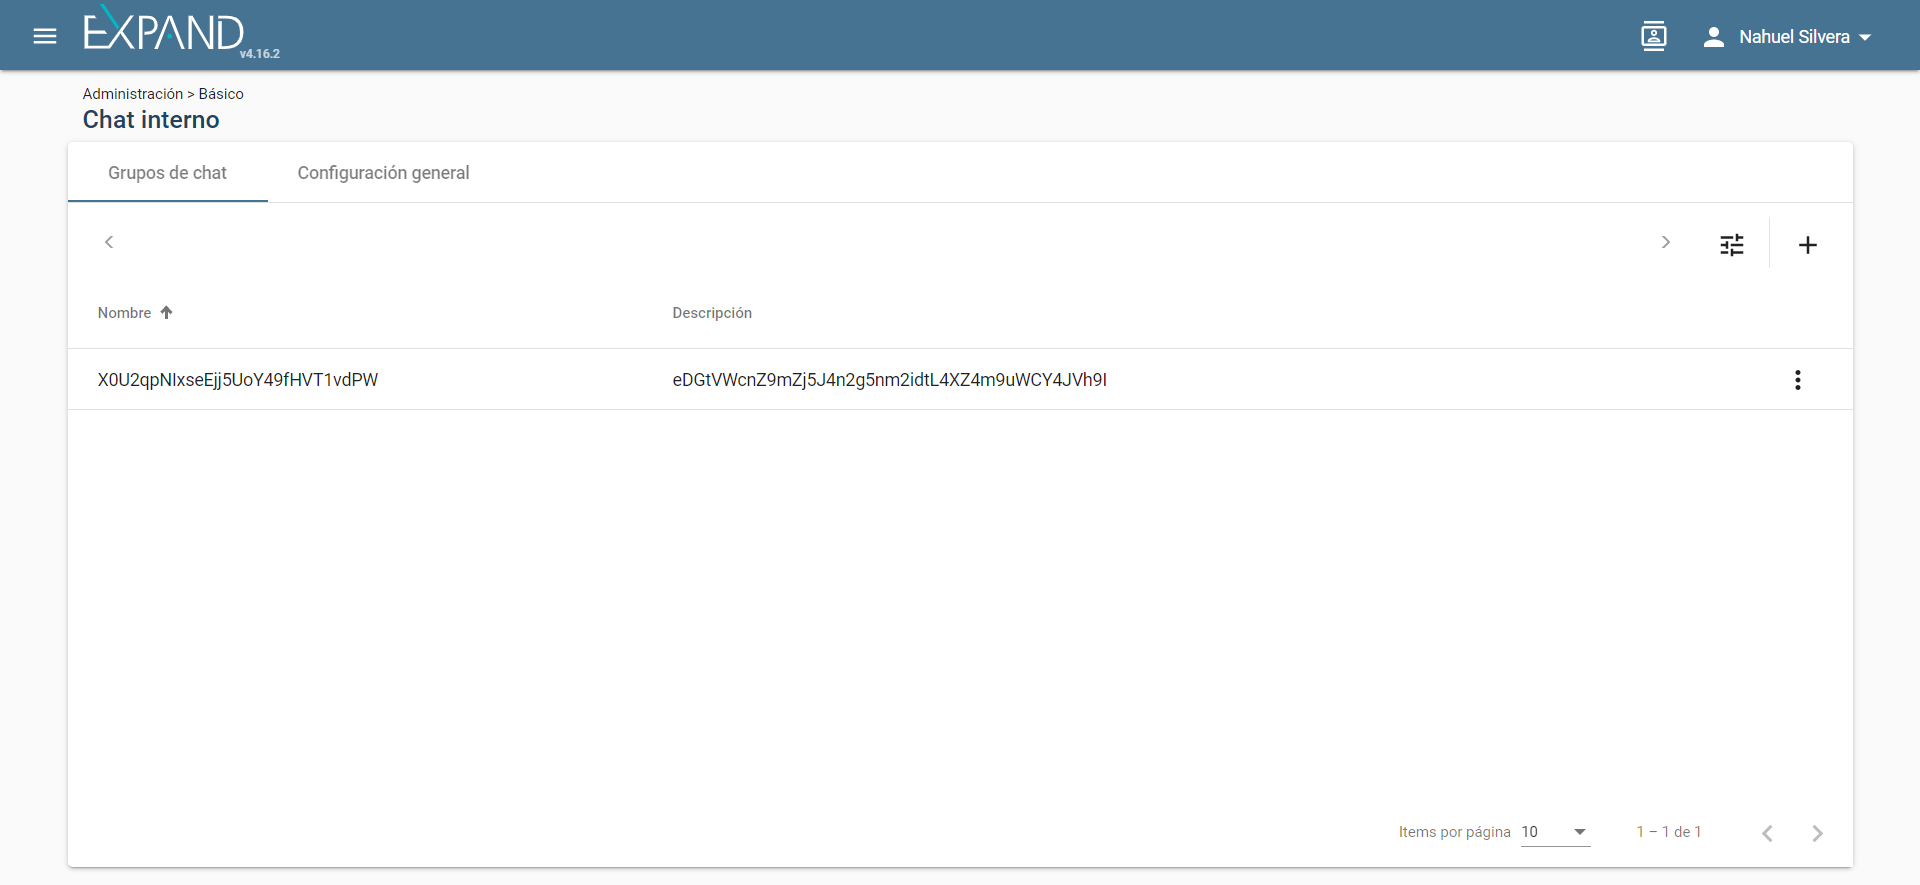 EXPAND
v4.16.2
Nahuel Silvera
Administración > Básico
Chat interno
Grupos de chat
Configuración general
Nombre
Descripción
X0U2qpNIxseEjj5UoY49fHVT1vdPW
eDGtVWcnZ9mZj5J4n2g5nm2idtL4XZ4m9uWCY4JVh9I
Items por página
10
1 – 1 de 1